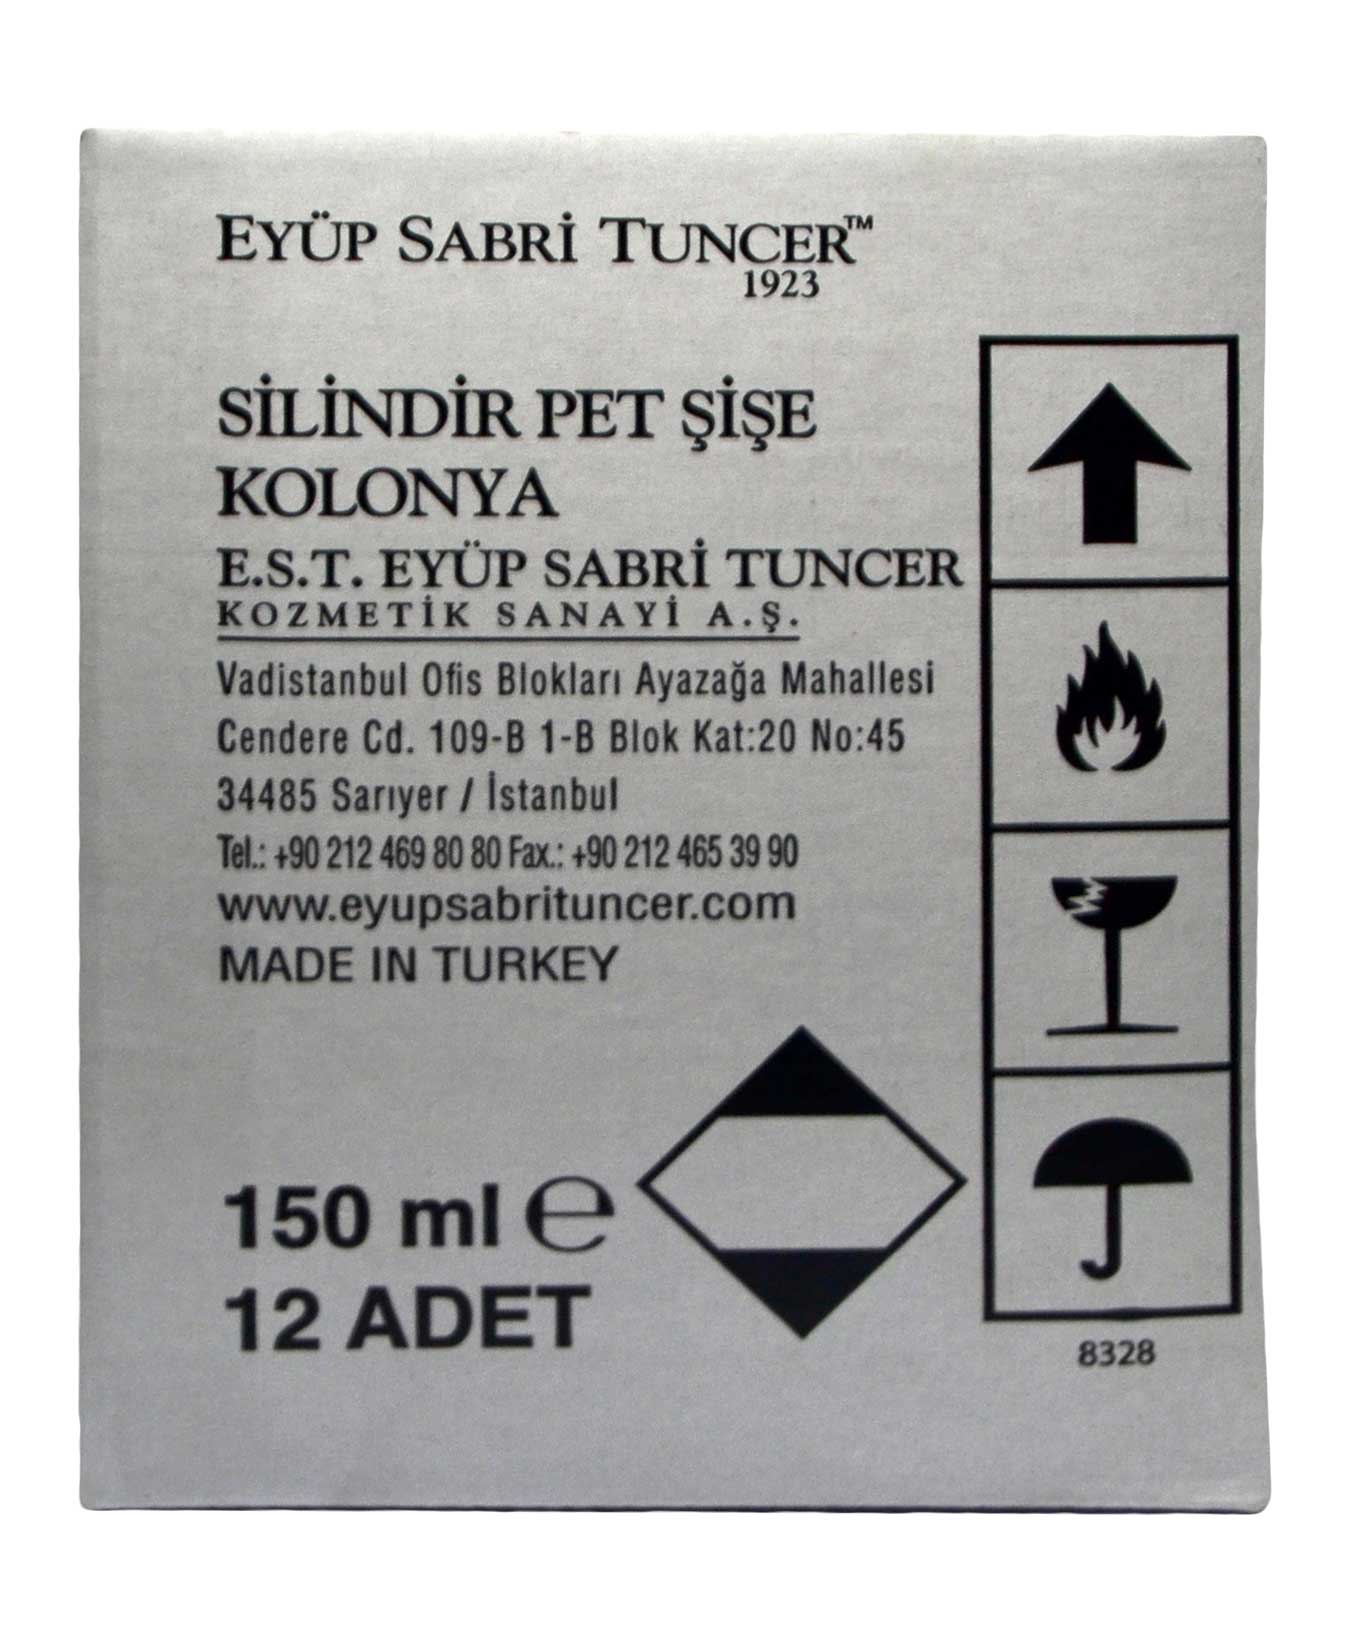 EYÜP SABRİ TUNCER™
1923
SİLİNDİR PET ŞİŞE
KOLONYA
E.S.T. EYÜP SABRİ TUNCER
KOZMETİK SANAYİ A.Ş.
Vadistanbul Ofis Blokları Ayazağa Mahallesi
Cendere Cd. 109-B 1-B Blok Kat:20 No:45
34485 Sarıyer / İstanbul
Tel.: +90 212 469 80 80 Fax.: +90 212 465 39 90
www.eyupsabrituncer.com
MADE IN TURKEY
150 ml ℮
12 ADET
8328